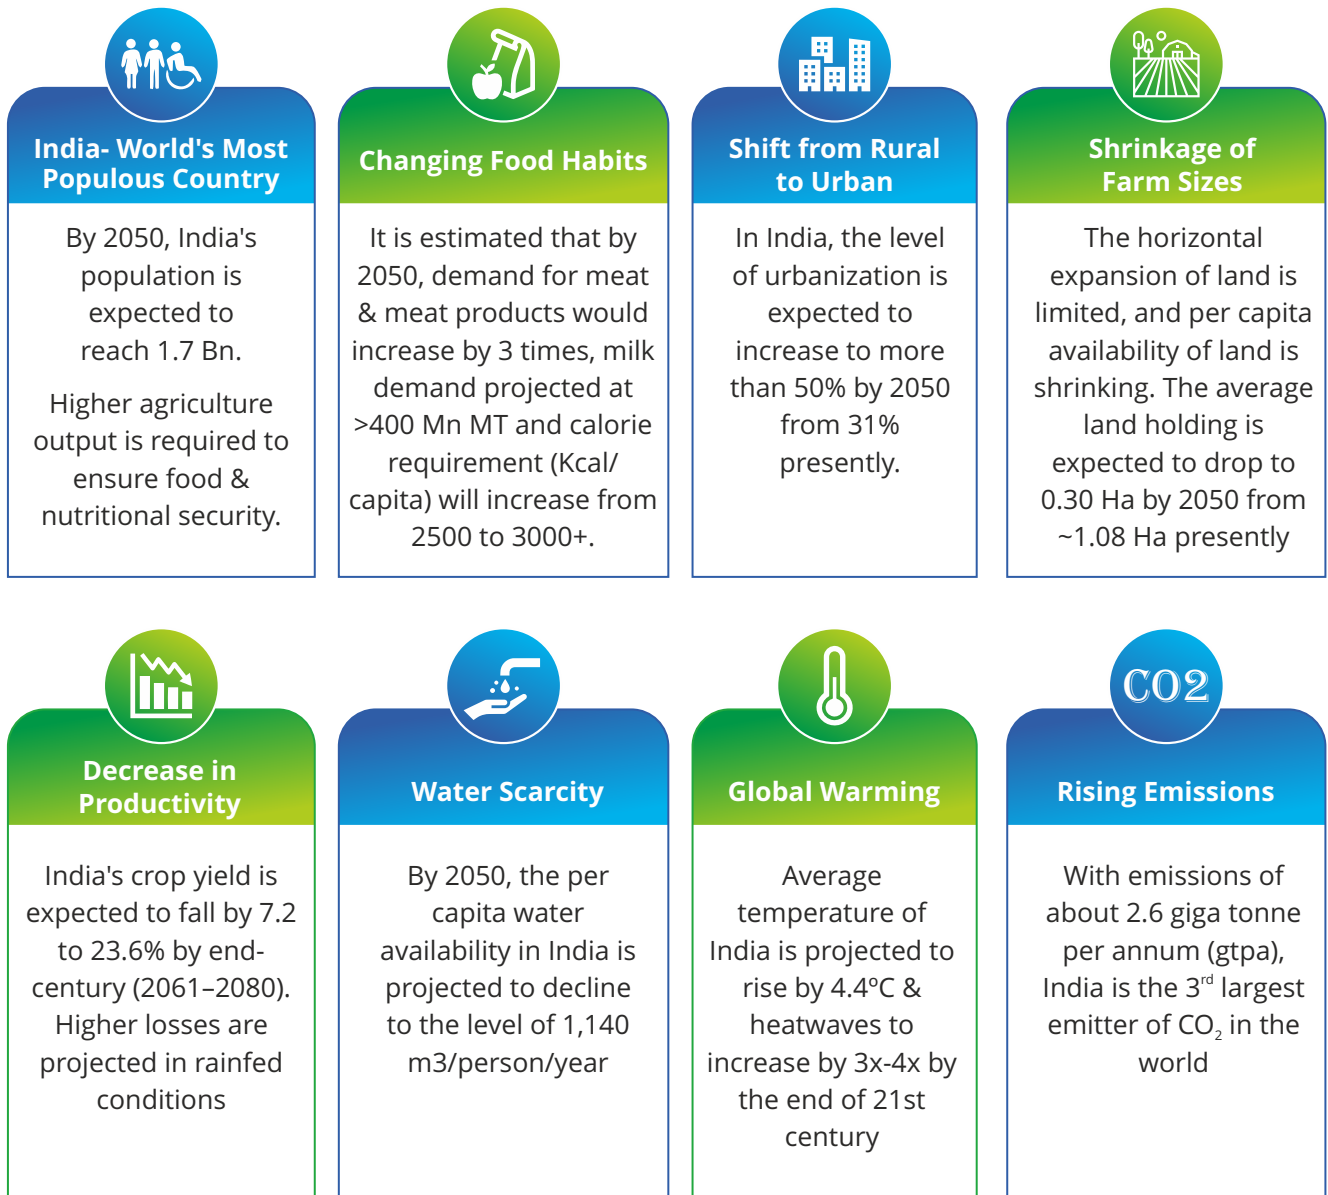 India- World's Most
Populous Country
By 2050, India's
population is
expected to
reach 1.7 Bn.
Higher agriculture
output is required to
ensure food &
nutritional security.
Changing Food Habits
It is estimated that by
2050, demand for meat
& meat products would
increase by 3 times, milk
demand projected at
>400 Mn MT and calorie
requirement (Kcal/
capita) will increase from
2500 to 3000+.
Shift from Rural
to Urban
In India, the level
of urbanization is
expected to
increase to more
than 50% by 2050
from 31%
presently.
Shrinkage of
Farm Sizes
The horizontal
expansion of land is
limited, and per capita
availability of land is
shrinking. The average
land holding is
expected to drop to
0.30 Ha by 2050 from
~1.08 Ha presently
Decrease in
Productivity
India's crop yield is
expected to fall by 7.2
to 23.6% by end-
century (2061–2080).
Higher losses are
projected in rainfed
conditions
Water Scarcity
By 2050, the per
capita water
availability in India is
projected to decline
to the level of 1,140
m3/person/year
Global Warming
Average
temperature of
India is projected to
rise by 4.4ºC &
heatwaves to
increase by 3x-4x by
the end of 21st
century
CO2
Rising Emissions
With emissions of
about 2.6 giga tonne
per annum (gtpa),
India is the 3rd largest
emitter of CO₂ in the
world